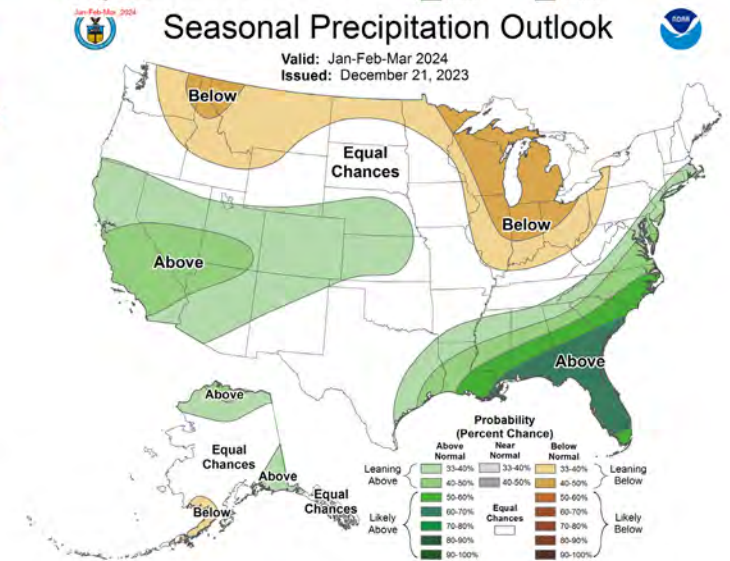 Jan-Feb-Mar 2024
Seasonal Precipitation Outlook
NOAA
Valid: Jan-Feb-Mar 2024
Issued: December 21, 2023
Below
Equal
Chances
Below
Above
Above
Above
Equal
Chances
Above
Equal
Chances
Below
Probability
(Percent Chance)
Above
Normal
Near
Normal
Below
Normal
Leaning
Above
33-40%
33-40%
33-40%
Leaning
Below
40-50%
40-50%
40-50%
Likely
Above
50-60%
Equal
Chances
50-60%
Likely
Below
60-70%
60-70%
70-80%
70-80%
80-90%
80-90%
90-100%
90-100%